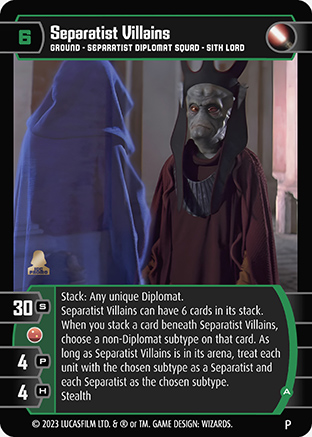 6
Separatist Villains
GROUND - SEPARATIST DIPLOMAT SQUAD - SITH LORD
30 S
4 P
4 H
Stack: Any unique Diplomat.
Separatist Villains can have 6 cards in its stack.
When you stack a card beneath Separatist Villains,
choose a non-Diplomat subtype on that card. As
long as Separatist Villains is in its arena, treat each
unit with the chosen subtype as a Separatist and
each Separatist as the chosen subtype.
Stealth
A
© 2023 LUCASFILM LTD. & ® or TM. GAME DESIGN: WIZARDS.
P